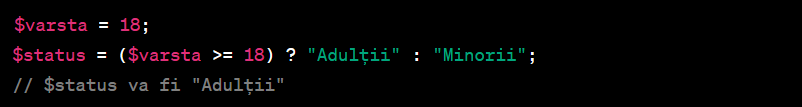 $varsta = 18;
$status = ($varsta >= 18) ? "Adulții" : "Minorii";
// $status va fi "Adulții"